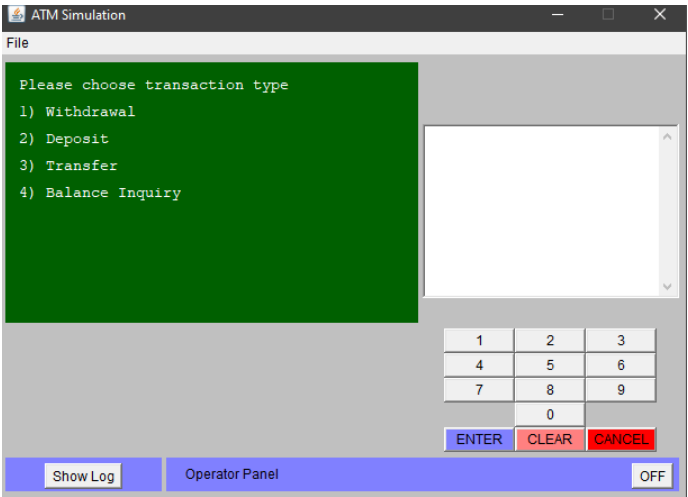 ATM Simulation
File
Please choose transaction type
1) Withdrawal
2) Deposit
3) Transfer
4) Balance Inquiry
1 2 3
4 5 6
7 8 9
0
ENTER CLEAR CANCEL
Show Log Operator Panel OFF